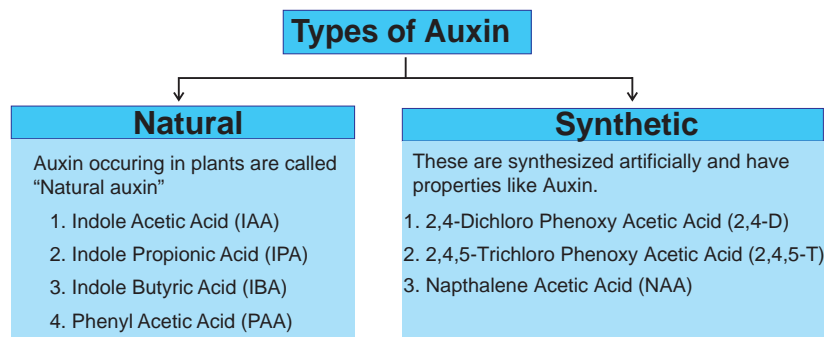 Types of Auxin
Natural
Auxin occuring in plants are called
“Natural auxin”
1. Indole Acetic Acid (IAA)
2. Indole Propionic Acid (IPA)
3. Indole Butyric Acid (IBA)
4. Phenyl Acetic Acid (PAA)
Synthetic
These are synthesized artificially and have
properties like Auxin.
1. 2,4-Dichloro Phenoxy Acetic Acid (2,4-D)
2. 2,4,5-Trichloro Phenoxy Acetic Acid (2,4,5-T)
3. Napthalene Acetic Acid (NAA)